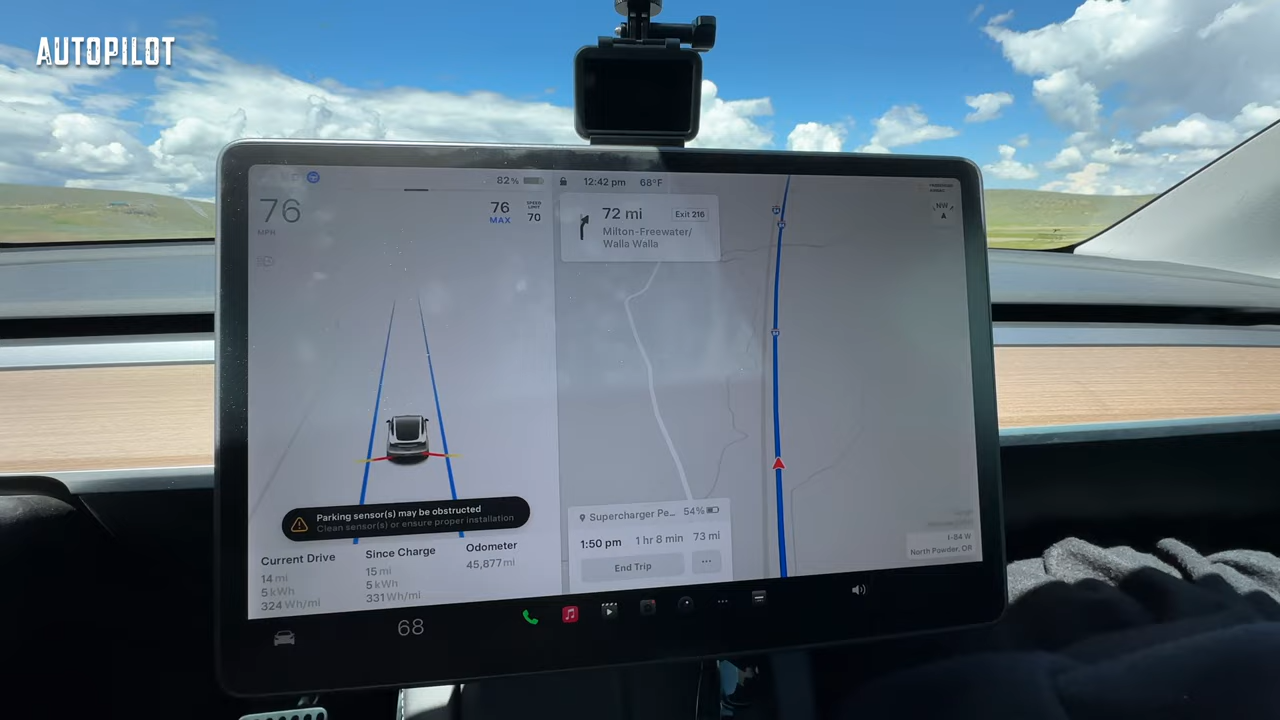 AUTOPILOT
82%
12:42 pm
68°F
76
MPH
76
MAX
SPEED
LIMIT
70
72 mi
Exit 216
Milton-Freewater/
Walla Walla
NW
84
Parking sensor(s) may be obstructed
Clean sensor(s) or ensure proper installation
Current Drive
14 mi
5 kWh
324 Wh/mi
Since Charge
15 mi
5 kWh
331 Wh/mi
Odometer
45,877 mi
Supercharger Pe...
54%
1:50 pm
1 hr 8 min
73 mi
End Trip
I-84 W
North Powder, OR
68